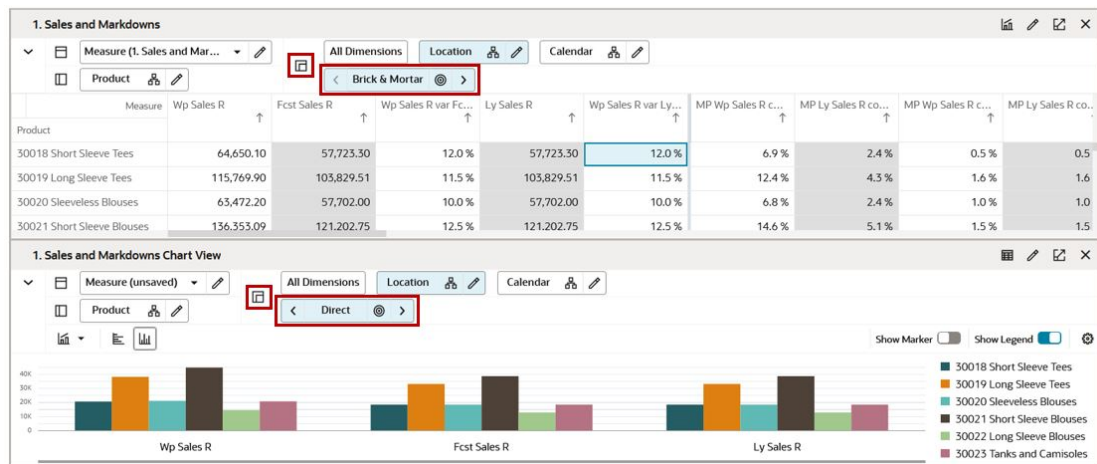 1. Sales and Markdowns
Measure (1. Sales and Mar...
All Dimensions Location Calendar
Product
Brick & Mortar
Measure Wp Sales R Fcst Sales R Wp Sales R var Fc... Ly Sales R Wp Sales R var Ly... MP Wp Sales R c... MP Ly Sales R co... MP Wp Sales R c... MP Ly Sales R co...
Product
30018 Short Sleeve Tees 64,650.10 57,723.30 12.0 % 57,723.30 12.0 % 6.9 % 2.4 % 0.5 % 0.5
30019 Long Sleeve Tees 115,769.90 103,829.51 11.5 % 103,829.51 11.5 % 12.4 % 4.3 % 1.6 % 1.6
30020 Sleeveless Blouses 63,472.20 57,702.00 10.0 % 57,702.00 10.0 % 6.8 % 2.4 % 1.0 % 1.0
30021 Short Sleeve Blouses 136,353.09 121,202.75 12.5 % 121,202.75 12.5 % 14.6 % 5.1 % 1.5 % 1.5
1. Sales and Markdowns Chart View
Measure (unsaved) All Dimensions Location Calendar
Product Direct
Show Marker Show Legend
40K
30K
20K
10K
0
Wp Sales R Fcst Sales R Ly Sales R
30018 Short Sleeve Tees
30019 Long Sleeve Tees
30020 Sleeveless Blouses
30021 Short Sleeve Blouses
30022 Long Sleeve Blouses
30023 Tanks and Camisoles